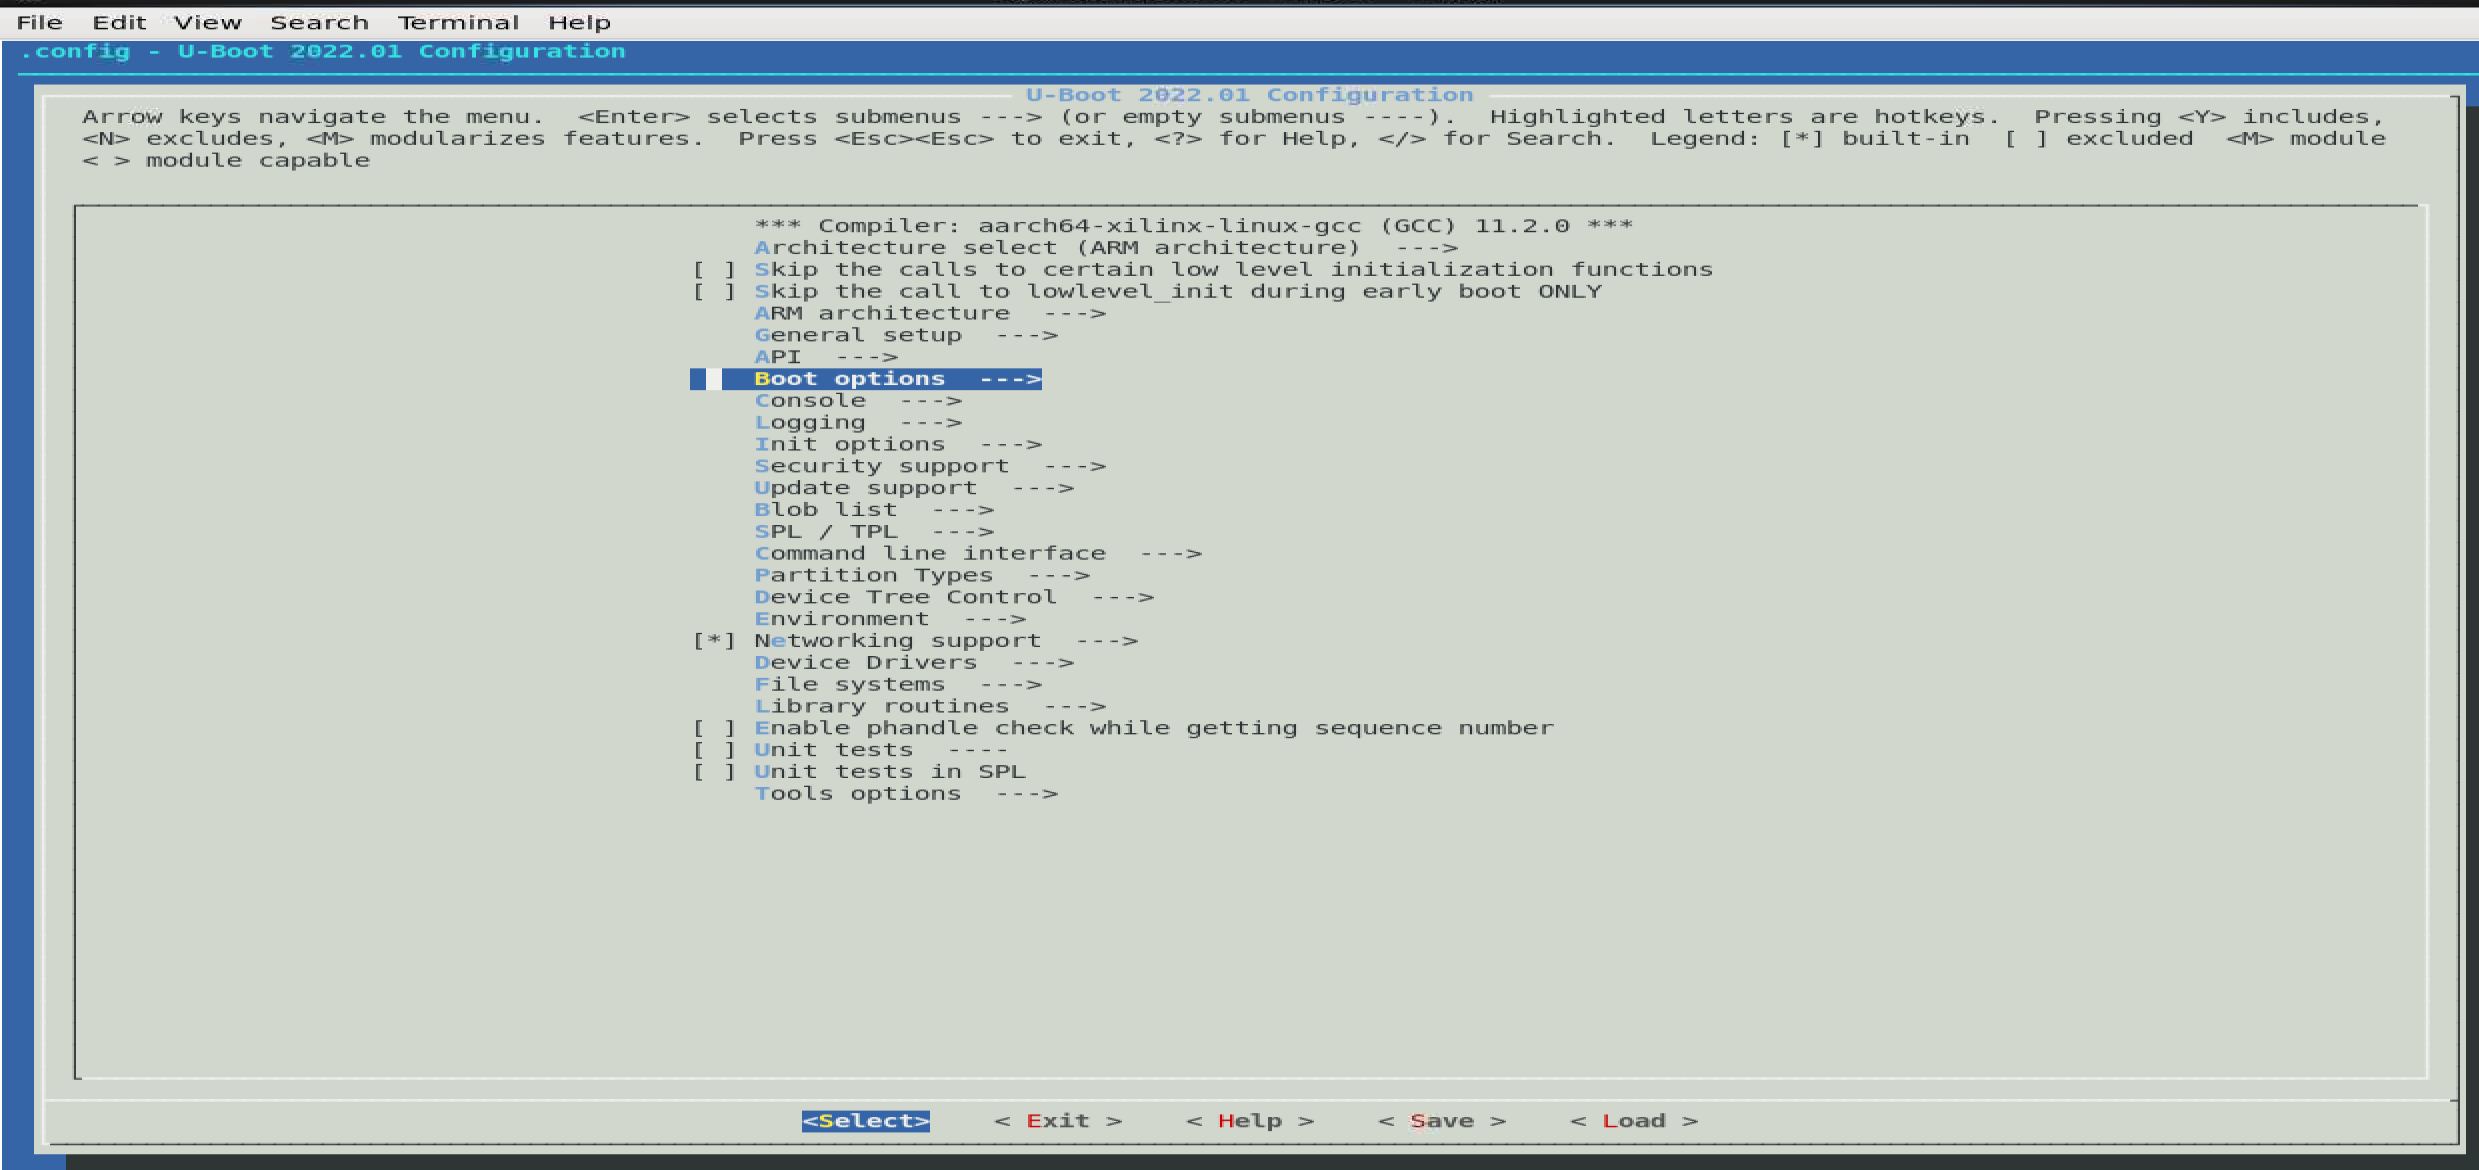 File Edit View Search Terminal Help
.config - U-Boot 2022.01 Configuration
U-Boot 2022.01 Configuration
Arrow keys navigate the menu.  <Enter> selects submenus ---> (or empty submenus ----).  Highlighted letters are hotkeys.  Pressing <Y> includes,
<N> excludes, <M> modularizes features.  Press <Esc><Esc> to exit, <?> for Help, </> for Search.  Legend: [*] built-in  [ ] excluded  <M> module
< > module capable
*** Compiler: aarch64-xilinx-linux-gcc (GCC) 11.2.0 ***
Architecture select (ARM architecture)  --->
[ ] Skip the calls to certain low level initialization functions
[ ] Skip the call to lowlevel_init during early boot ONLY
ARM architecture  --->
General setup  --->
API  --->
Boot options  --->
Console  --->
Logging  --->
Init options  --->
Security support  --->
Update support  --->
Blob list  --->
SPL / TPL  --->
Command line interface  --->
Partition Types  --->
Device Tree Control  --->
Environment  --->
[*] Networking support  --->
Device Drivers  --->
File systems  --->
Library routines  --->
[ ] Enable phandle check while getting sequence number
[ ] Unit tests  ----
[ ] Unit tests in SPL
Tools options  --->
<Select>    < Exit >    < Help >    < Save >    < Load >